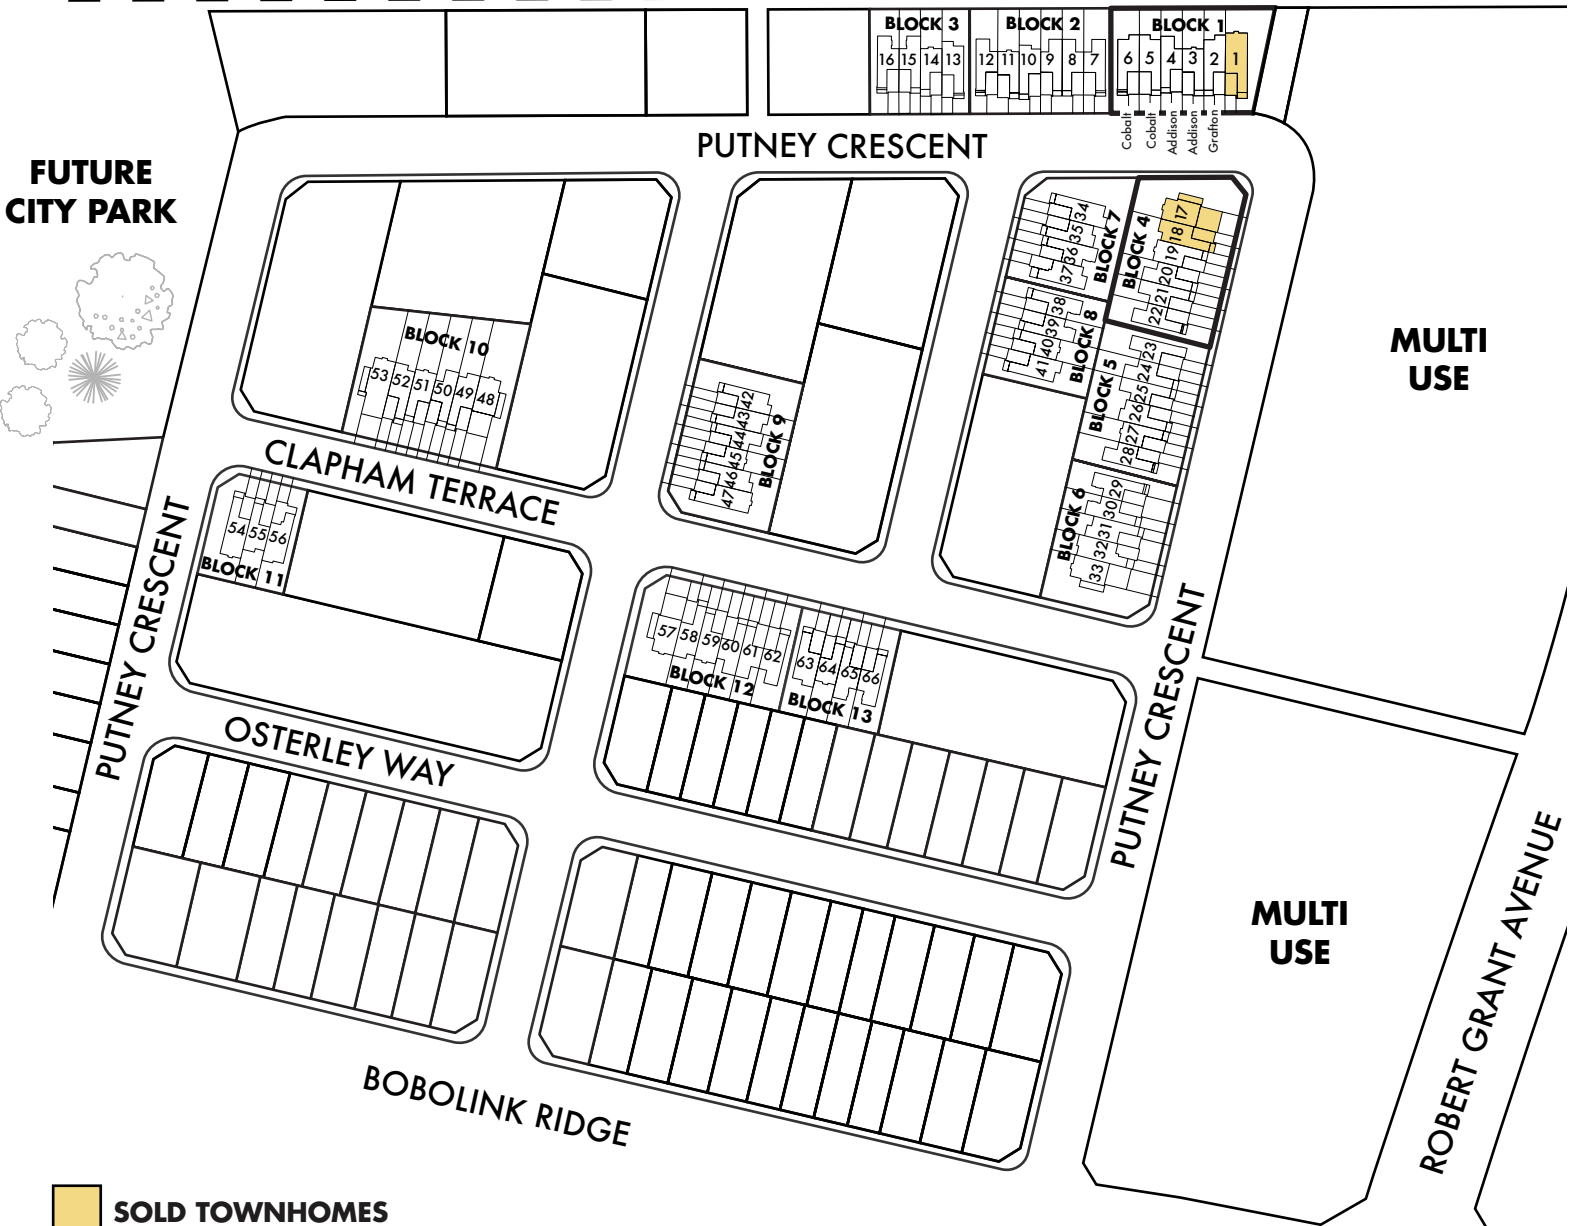 BLOCK 3
BLOCK 2
BLOCK 1
16 15 14 13
12 11 10 9 8 7
6 5 4 3 2 1
Cobalt
Cobalt
Addison
Addison
Grafton
PUTNEY CRESCENT
FUTURE
CITY PARK
34
35
36
37
BLOCK 7
17
18
19
20
21
22
BLOCK 4
38
39
40
41
BLOCK 8
23
24
25
26
27
28
BLOCK 5
29
30
31
32
33
BLOCK 6
MULTI
USE
BLOCK 10
53 52 51 50 49 48
42
43
44
45
46
47
BLOCK 9
CLAPHAM TERRACE
54 55 56
BLOCK 11
PUTNEY CRESCENT
57 58 59 60 61 62
BLOCK 12
63 64 65 66
BLOCK 13
PUTNEY CRESCENT
OSTERLEY WAY
MULTI
USE
ROBERT GRANT AVENUE
BOBOLINK RIDGE
SOLD TOWNHOMES